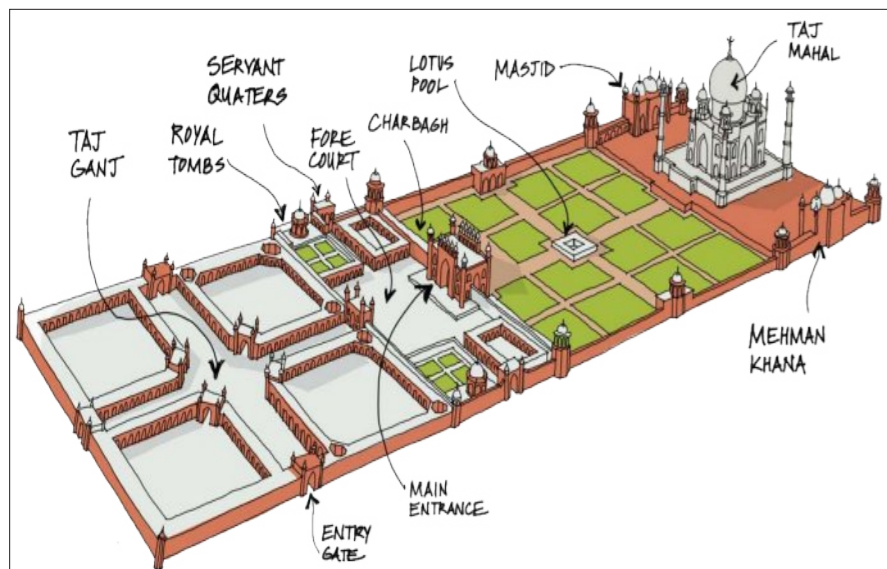 TAJ
MAHAL
LOTUS
POOL
MASJID
SERVANT
QUATERS
CHARBAGH
FORE
COURT
ROYAL
TOMBS
TAJ
GANJ
MEHMAN
KHANA
MAIN
ENTRANCE
ENTRY
GATE